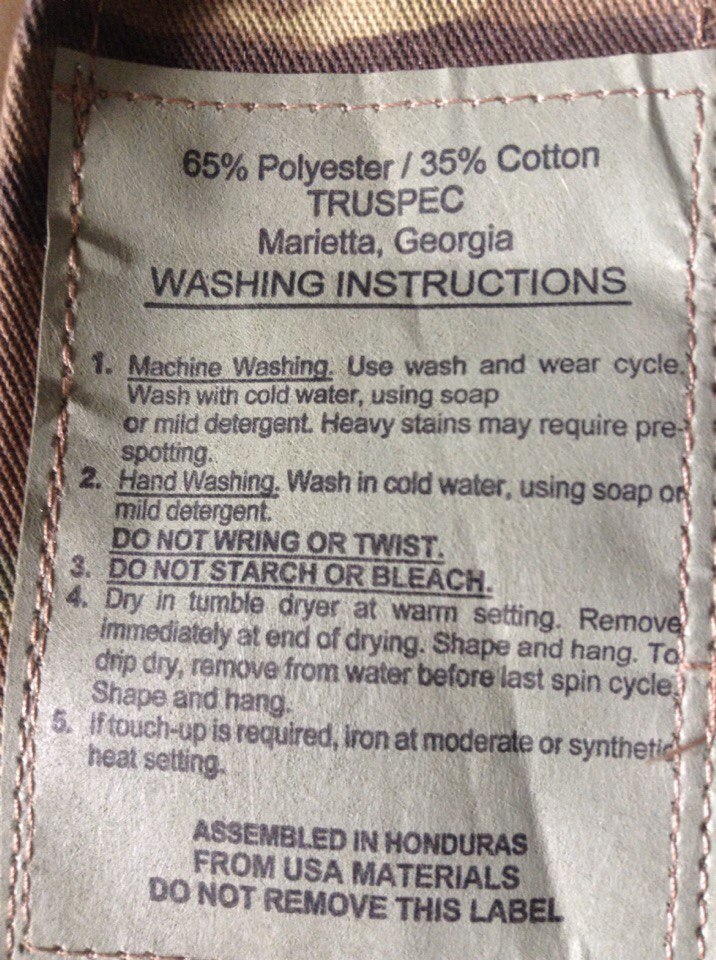 65% Polyester / 35% Cotton
TRUSPEC
Marietta, Georgia
WASHING INSTRUCTIONS
1. Machine Washing. Use wash and wear cycle.
Wash with cold water, using soap
or mild detergent. Heavy stains may require pre-
spotting.
2. Hand Washing. Wash in cold water, using soap or
mild detergent.
DO NOT WRING OR TWIST.
3. DO NOT STARCH OR BLEACH.
4. Dry in tumble dryer at warm setting. Remove
immediately at end of drying. Shape and hang. To
drip dry, remove from water before last spin cycle.
Shape and hang.
5. If touch-up is required, iron at moderate or synthetic
heat setting.
ASSEMBLED IN HONDURAS
FROM USA MATERIALS
DO NOT REMOVE THIS LABEL